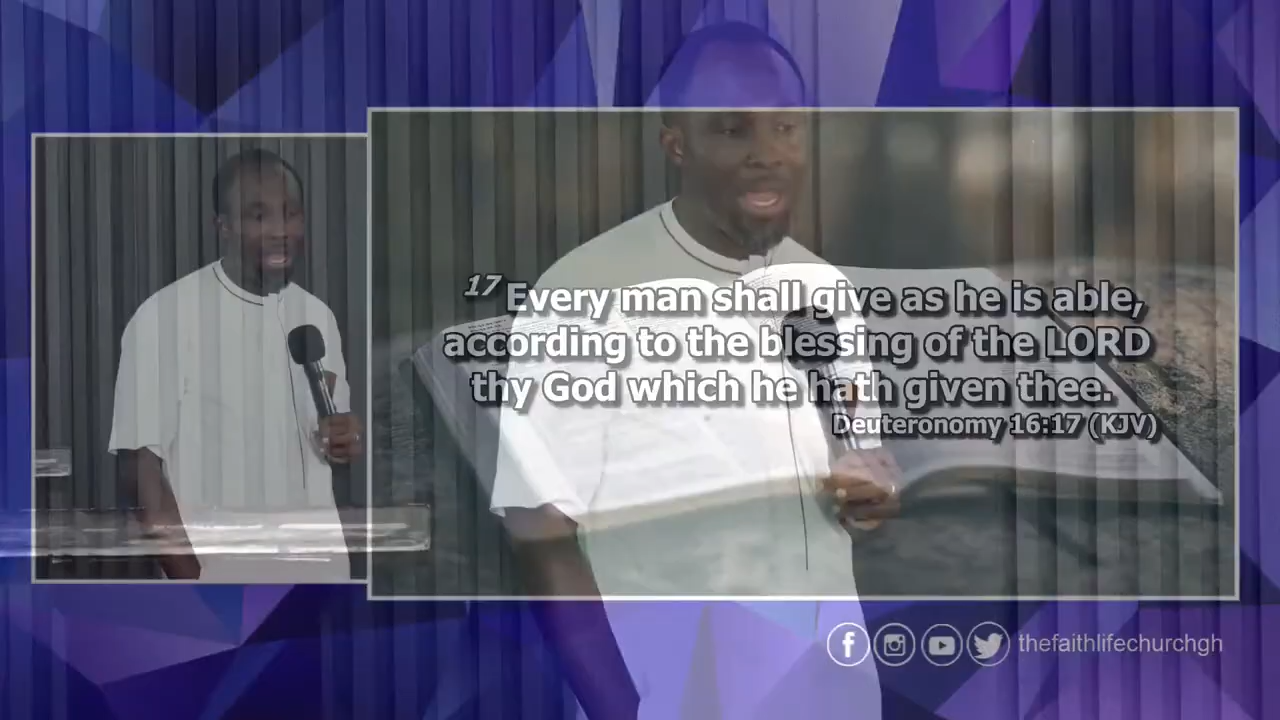 17 Every man shall give as he is able,
according to the blessing of the LORD
thy God which he hath given thee.
Deuteronomy 16:17 (KJV)
thefaithlifechurchgh